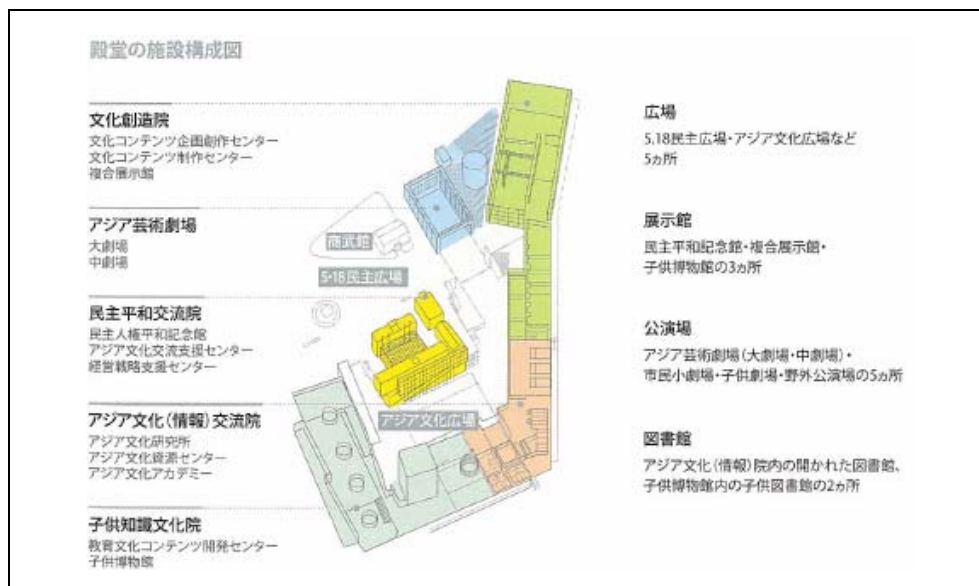 殿堂の施設構成図
文化創造院
文化コンテンツ企画創作センター
文化コンテンツ制作センター
複合展示館
アジア芸術劇場
大劇場
中劇場
民主平和交流院
民主人権平和記念館
アジア文化交流支援センター
経営戦略支援センター
アジア文化(情報)交流院
アジア文化研究所
アジア文化資源センター
アジア文化アカデミー
子供知識文化院
教育文化コンテンツ開発センター
子供博物館
尚武館
5・18民主広場
アジア文化広場
広場
5.18民主広場・アジア文化広場など
5ヵ所
展示館
民主平和記念館・複合展示館・
子供博物館の3ヵ所
公演場
アジア芸術劇場(大劇場・中劇場)・
市民小劇場・子供劇場・野外公演場の5ヵ所
図書館
アジア文化(情報)院内の開かれた図書館、
子供博物館内の子供図書館の2ヵ所